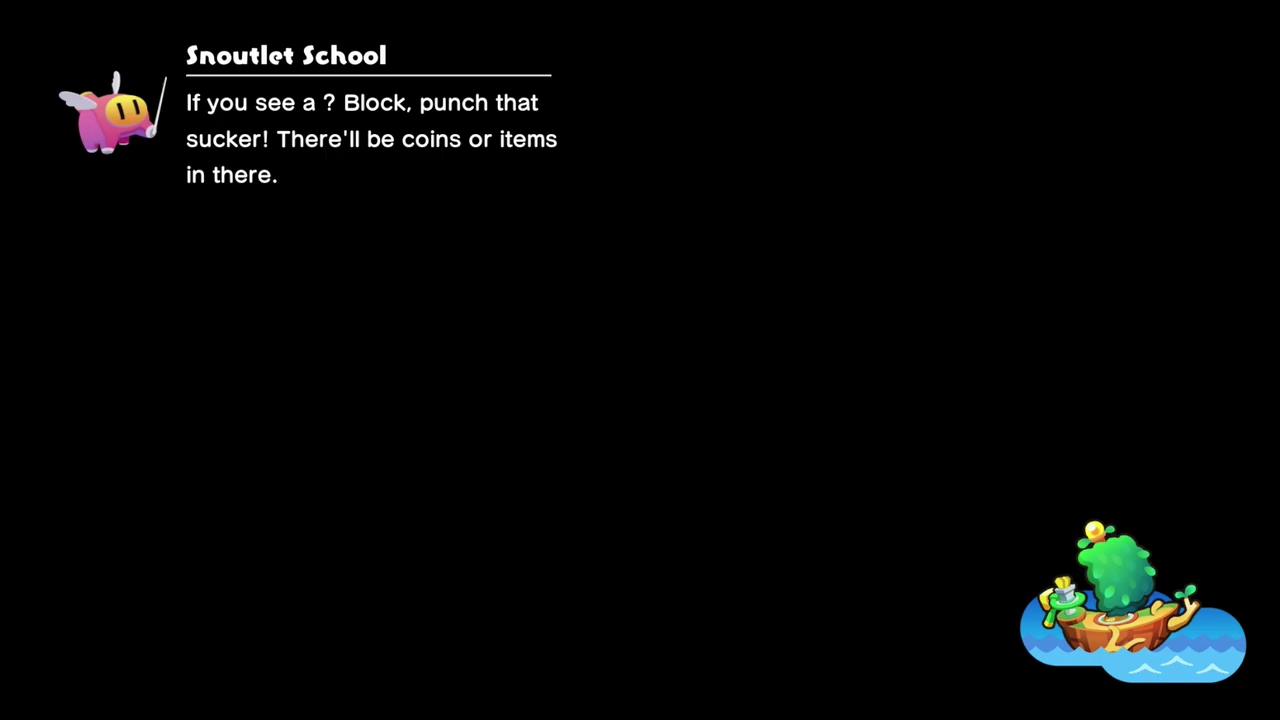 Snoutlet School
If you see a ? Block, punch that
sucker! There'll be coins or items
in there.